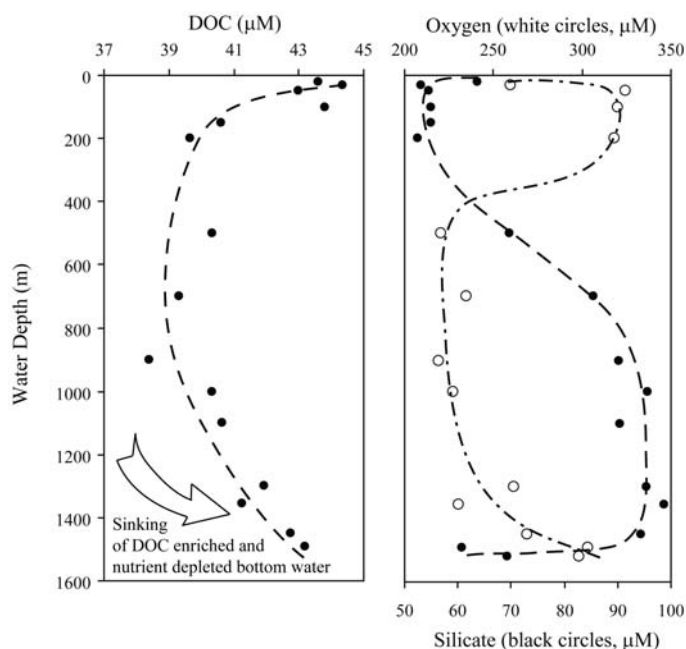 DOC (μM)
37 39 41 43 45
Oxygen (white circles, μM)
200 250 300 350
Water Depth (m)
0
200
400
600
800
1000
1200
1400
1600
Sinking
of DOC enriched and
nutrient depleted bottom water
50 60 70 80 90 100
Silicate (black circles, μM)